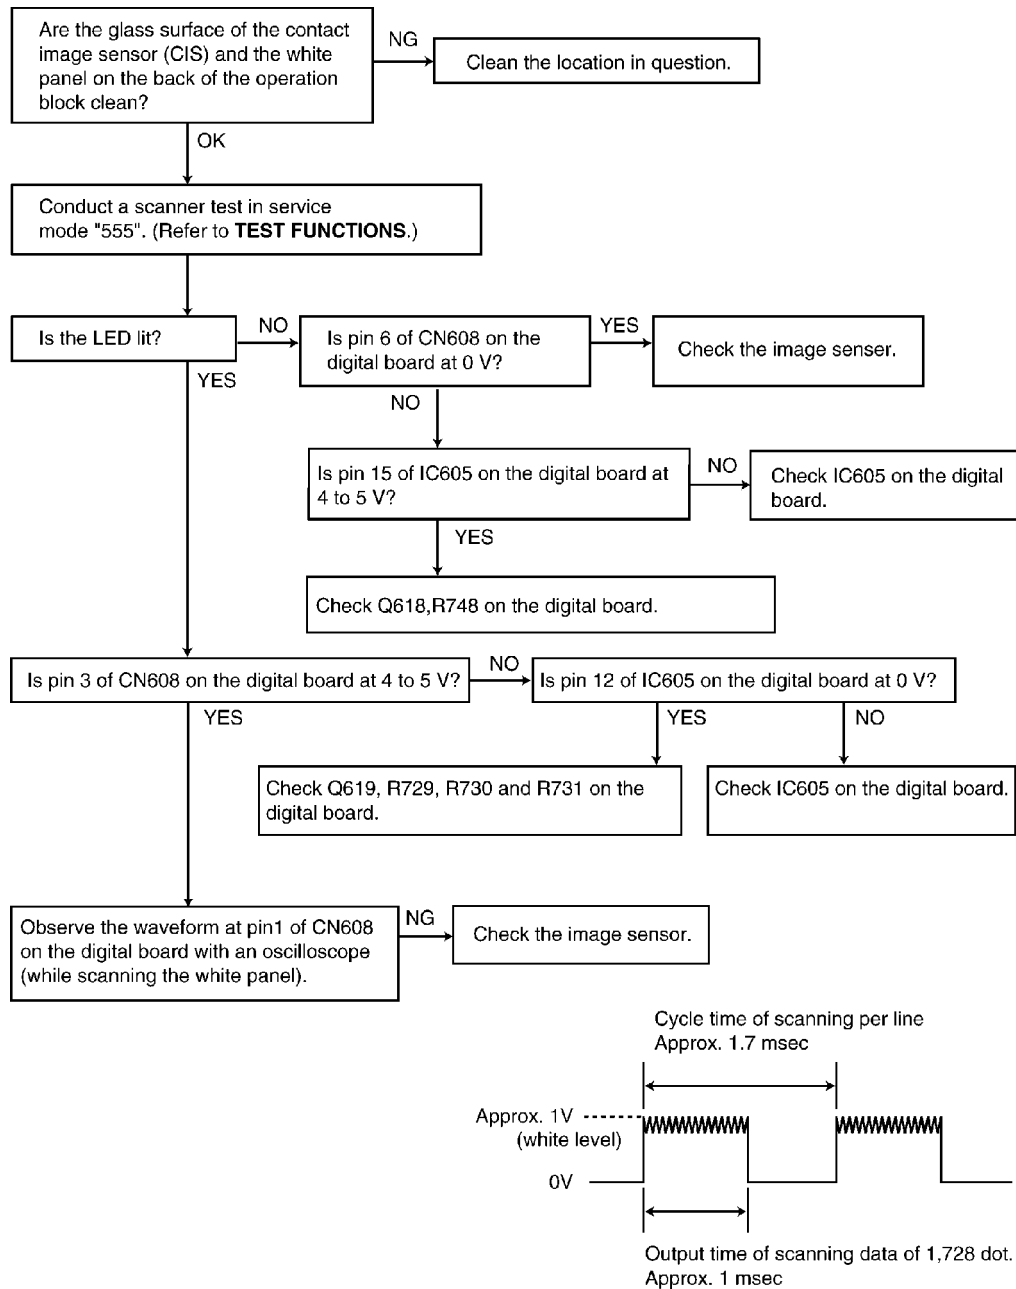 Are the glass surface of the contact
image sensor (CIS) and the white
panel on the back of the operation
block clean?
NG
Clean the location in question.
OK
Conduct a scanner test in service
mode "555". (Refer to TEST FUNCTIONS.)
Is the LED lit?
NO
Is pin 6 of CN608 on the
digital board at 0 V?
YES
Check the image senser.
YES
NO
Is pin 15 of IC605 on the digital board at
4 to 5 V?
NO
Check IC605 on the digital
board.
YES
Check Q618,R748 on the digital board.
Is pin 3 of CN608 on the digital board at 4 to 5 V?
NO
Is pin 12 of IC605 on the digital board at 0 V?
YES
YES
NO
Check Q619, R729, R730 and R731 on the
digital board.
Check IC605 on the digital board.
Observe the waveform at pin1 of CN608
on the digital board with an oscilloscope
(while scanning the white panel).
NG
Check the image sensor.
Cycle time of scanning per line
Approx. 1.7 msec
Approx. 1V
(white level)
0V
Output time of scanning data of 1,728 dot.
Approx. 1 msec